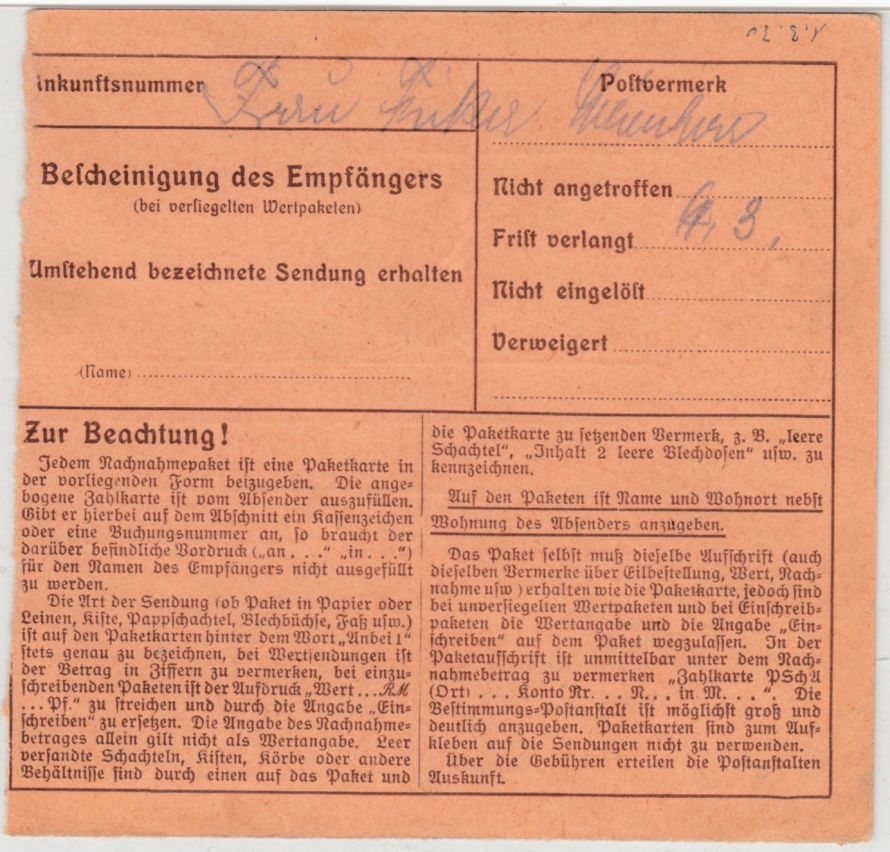 Ankunftsnummer
Frau
Postvermerk
Bescheinigung des Empfängers
(bei versiegelten Wertpaketen)
Umstehend bezeichnete Sendung erhalten
(Name)
Nicht angetroffen
Frist verlangt
Nicht eingelöst
Verweigert
Zur Beachtung!
Jedem Nachnahmepaket ist eine Paketkarte in
der vorliegenden Form beizugeben. Die ange-
bogene Zahlkarte ist vom Absender auszufüllen.
Gibt er hierbei auf dem Abschnitt ein Kassenzeichen
oder eine Buchungsnummer an, so braucht der
darüber befindliche Vordruck („an . . .“ „in . . .“)
für den Namen des Empfängers nicht ausgefüllt
zu werden.
Die Art der Sendung (ob Paket in Papier oder
Leinen, Kiste, Pappschachtel, Blechbüchse, Faß usw.)
ist auf den Paketkarten hinter dem Wort „Anbei 1“
stets genau zu bezeichnen, bei Wertsendungen ist
der Betrag in Ziffern zu vermerken, bei einzu-
schreibenden Paketen ist der Aufdruck „Wert ... RM
... Pf.“ zu streichen und durch die Angabe „Ein-
schreiben“ zu ersetzen. Die Angabe des Nachnahme-
betrages allein gilt nicht als Wertangabe. Leer
versandte Schachteln, Kisten, Körbe oder andere
Behältnisse sind durch einen auf das Paket und
die Paketkarte zu setzenden Vermerk, z. B. „leere
Schachtel“, „Inhalt 2 leere Blechdosen“ usw. zu
kennzeichnen.
Auf den Paketen ist Name und Wohnort nebst
Wohnung des Absenders anzugeben.
Das Paket selbst muß dieselbe Aufschrift (auch
dieselben Vermerke über Eilbestellung, Wert, Nach-
nahme usw.) erhalten wie die Paketkarte, jedoch sind
bei unversiegelten Wertpaketen und bei Einschreib-
paketen die Wertangabe und die Angabe „Ein-
schreiben“ auf dem Paket wegzulassen. In der
Paketaufschrift ist unmittelbar unter dem Nach-
nahmebetrag zu vermerken „Zahlkarte PSchA
(Ort) . . . Konto Nr. . . N . . in M . . .“. Die
Bestimmungs-Postanstalt ist möglichst groß und
deutlich anzugeben. Paketkarten sind zum Auf-
kleben auf die Sendungen nicht zu verwenden.
Über die Gebühren erteilen die Postanstalten
Auskunft.